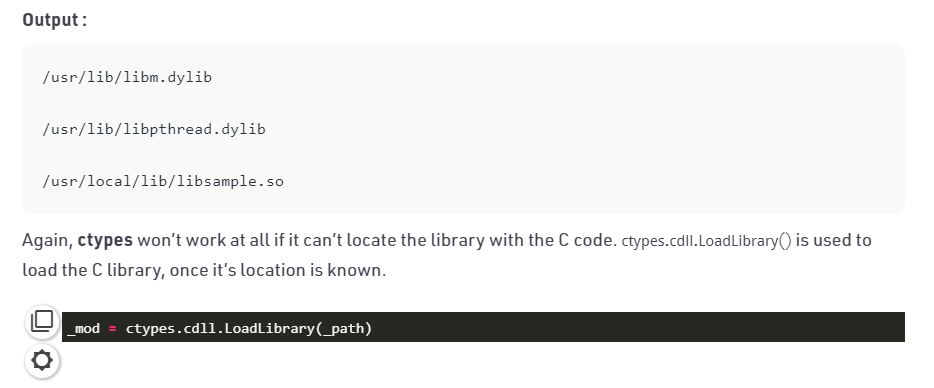 Output :
/usr/lib/libm.dylib
/usr/lib/libpthread.dylib
/usr/local/lib/libsample.so
Again, ctypes won’t work at all if it can’t locate the library with the C code. ctypes.cdll.LoadLibrary() is used to
load the C library, once it’s location is known.
_mod = ctypes.cdll.LoadLibrary(_path)